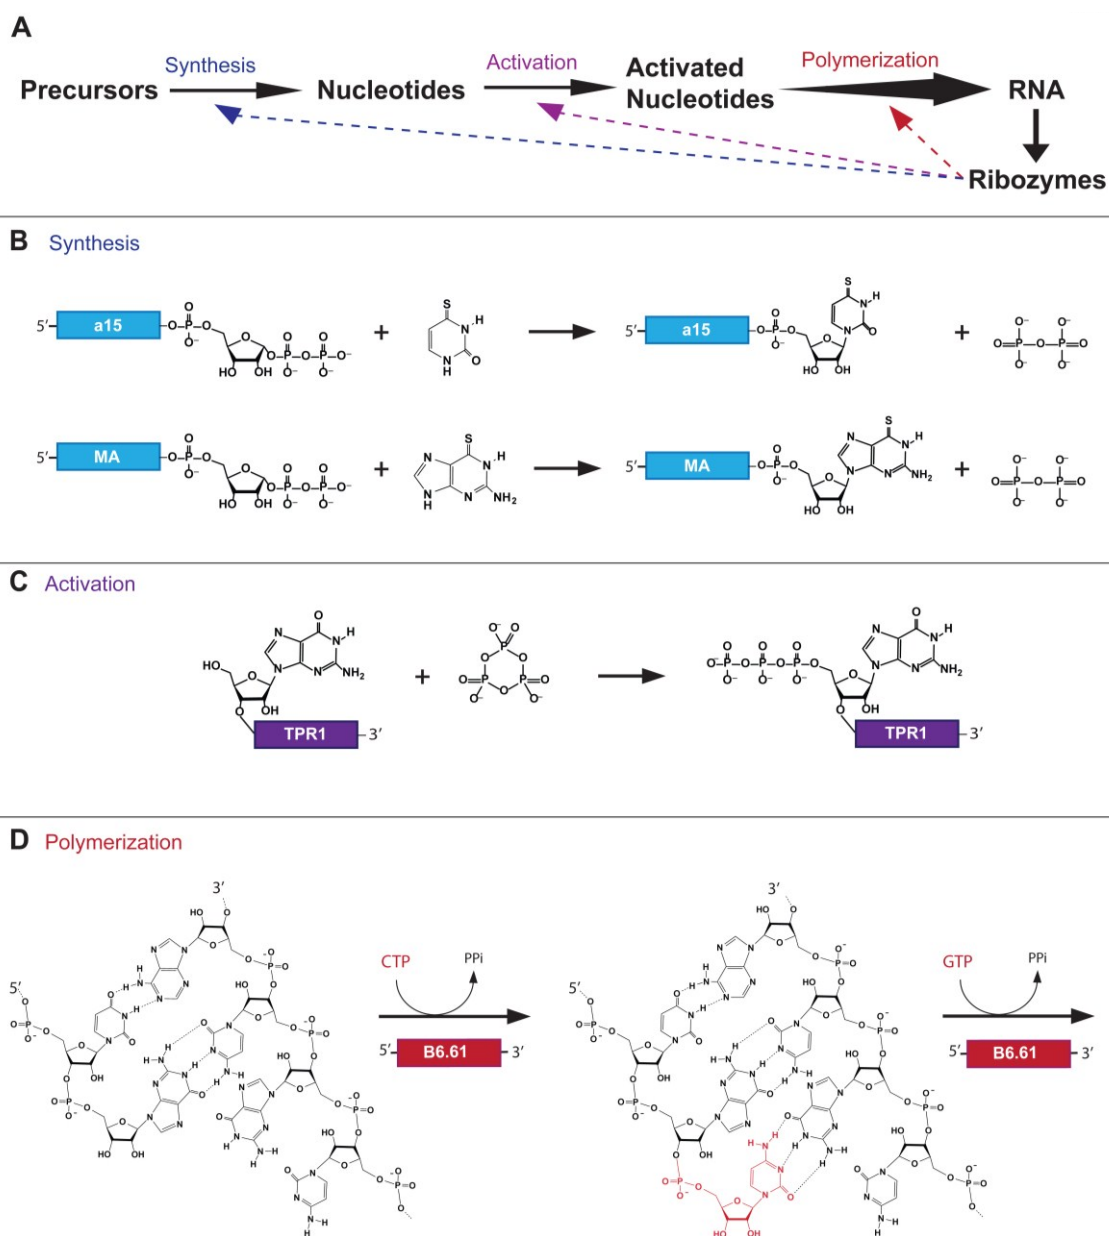 A
Synthesis
Activation
Polymerization
Precursors
Nucleotides
Activated
Nucleotides
RNA
Ribozymes
B Synthesis
5′ a15 + a15 +
5′ MA + MA +
C Activation
TPR1 3′ + TPR1 3′
D Polymerization
3′
5′
CTP PPi
5′ B6.61 3′
3′
5′
GTP PPi
5′ B6.61 3′